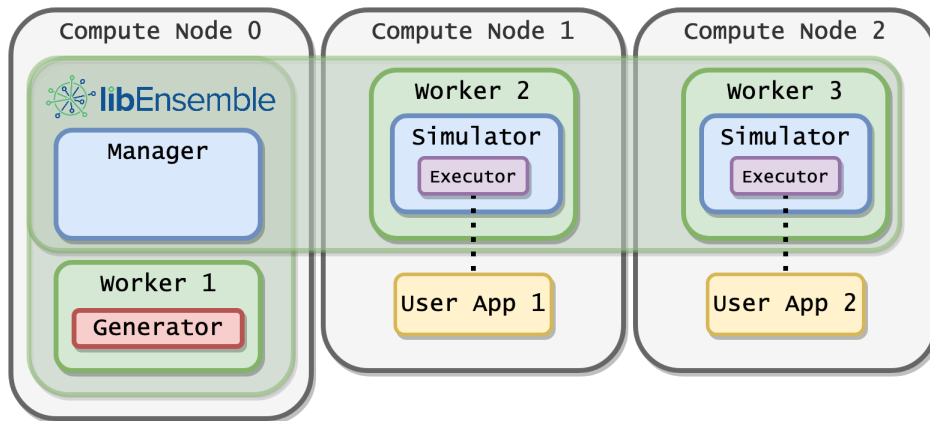 Compute Node 0
libEnsemble
Manager
Worker 1
Generator
Compute Node 1
Worker 2
Simulator
Executor
User App 1
Compute Node 2
Worker 3
Simulator
Executor
User App 2